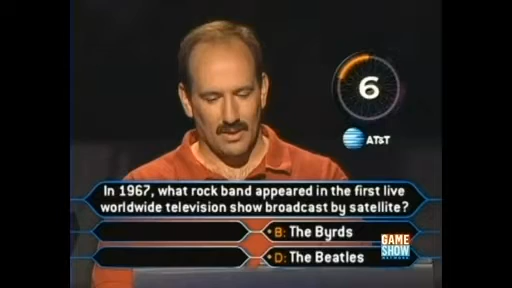 6
AT&T
In 1967, what rock band appeared in the first live
worldwide television show broadcast by satellite?
B: The Byrds
D: The Beatles
GAME
SHOW
NETWORK